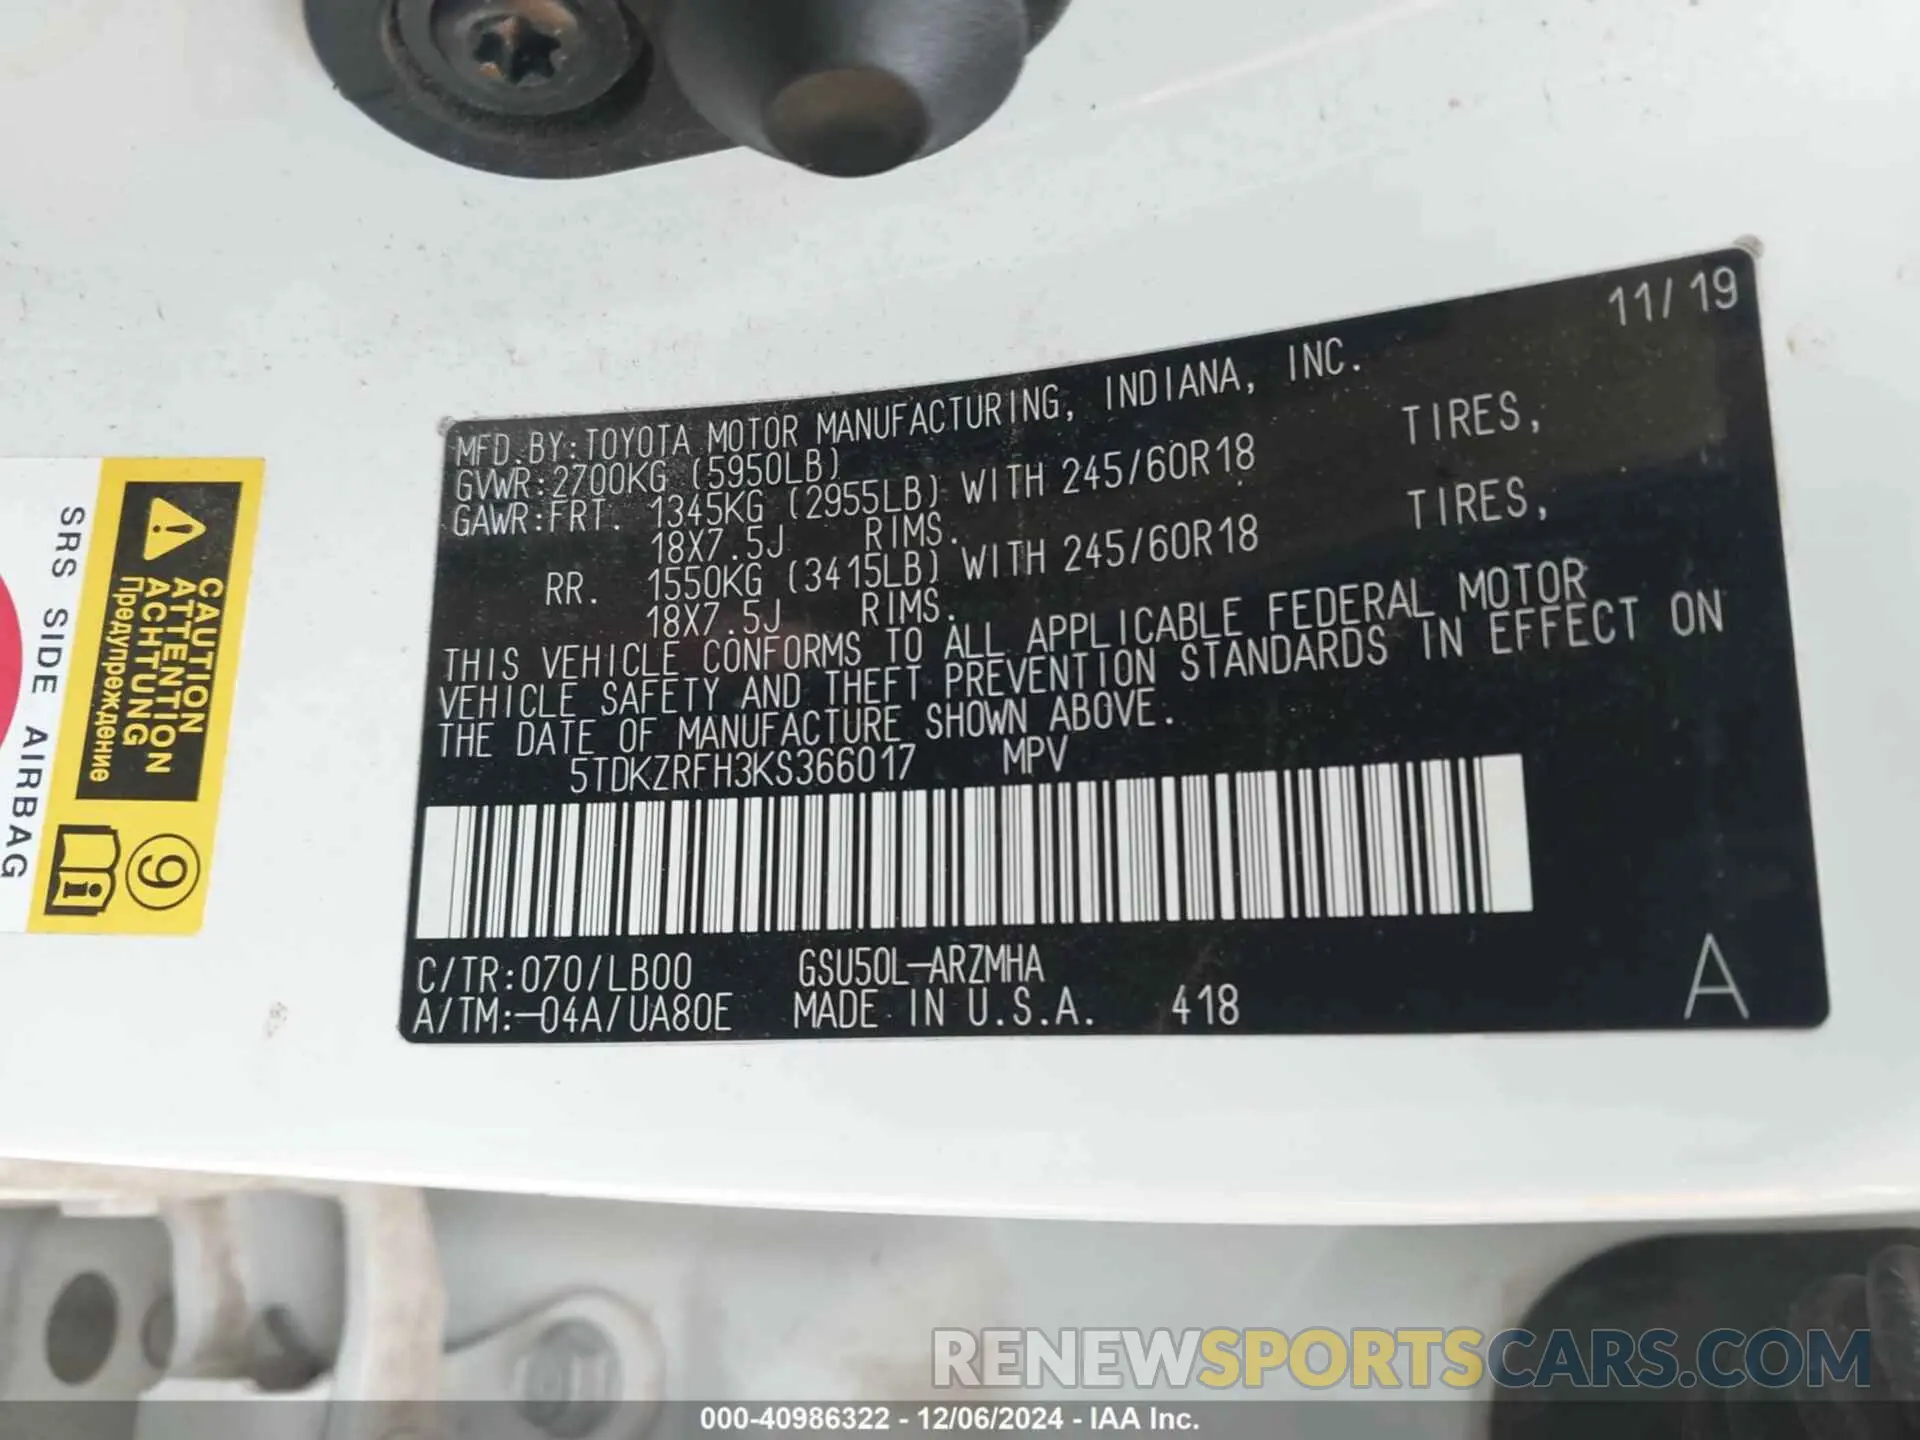 11/19
MFD.BY:TOYOTA MOTOR MANUFACTURING, INDIANA, INC.
GVWR:2700KG (5950LB)
GAWR:FRT. 1345KG (2955LB) WITH 245/60R18 TIRES,
18X7.5J RIMS.
RR. 1550KG (3415LB) WITH 245/60R18 TIRES,
18X7.5J RIMS.
THIS VEHICLE CONFORMS TO ALL APPLICABLE FEDERAL MOTOR
VEHICLE SAFETY AND THEFT PREVENTION STANDARDS IN EFFECT ON
THE DATE OF MANUFACTURE SHOWN ABOVE.
5TDKZRFH3KS366017 MPV
C/TR:070/LB00 GSU50L-ARZMHA
A/TM:-04A/UA80E MADE IN U.S.A. 418
A
CAUTION
ATTENTION
ACHTUNG
Предупреждение
9
SRS SIDE AIRBAG
RENEWSPORTSCARS.COM
000-40986322 - 12/06/2024 - IAA Inc.